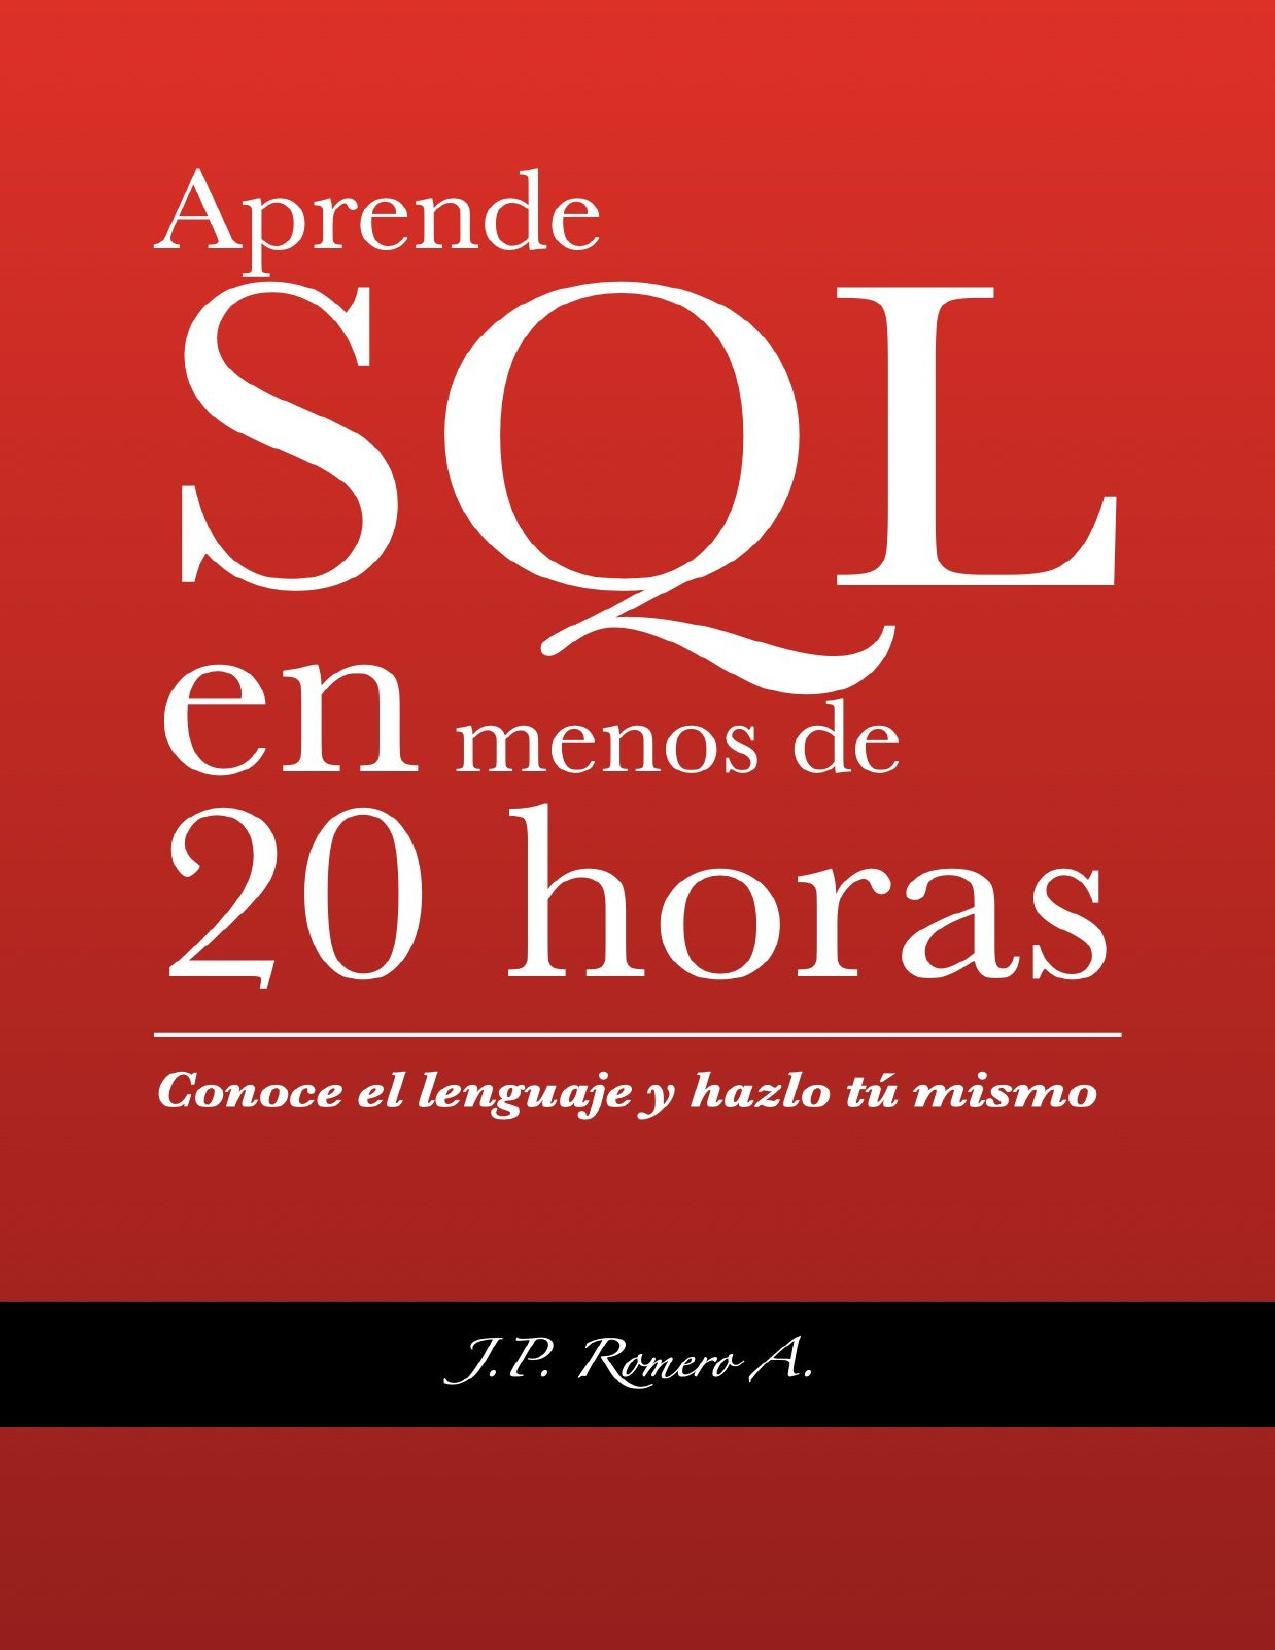 Aprende
SQL
en menos de
20 horas
Conoce el lenguaje y hazlo tú mismo
J.P. Romero A.